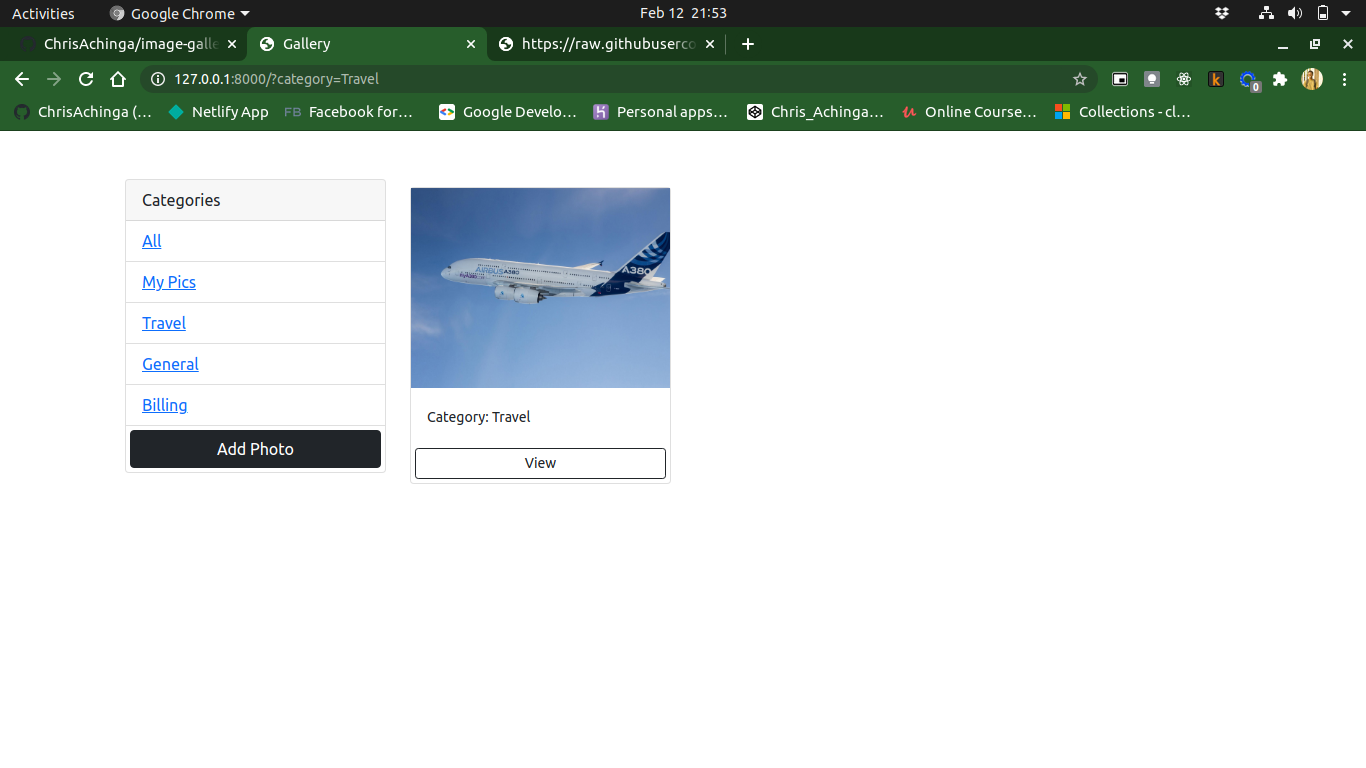 Activities
Google Chrome
Feb 12 21:53
ChrisAchinga/image-galle
Gallery
https://raw.githubuserco
127.0.0.1:8000/?category=Travel
k
0
ChrisAchinga (...
Netlify App
FB Facebook for...
Google Develo...
Personal apps...
Chris_Achinga...
Online Course...
Collections - cl...
Categories
All
My Pics
Travel
General
Billing
Add Photo
AIRBUS A380
A380
Category: Travel
View